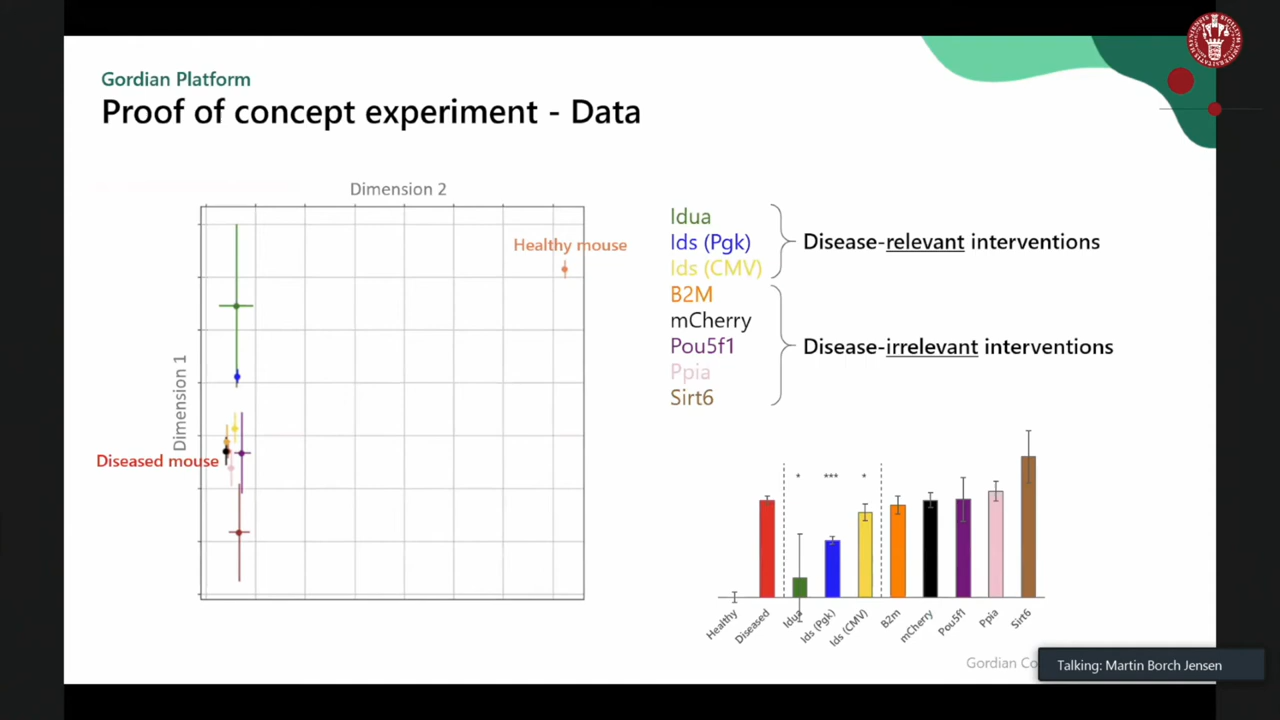 Gordian Platform
Proof of concept experiment - Data
Dimension 2
Healthy mouse
Dimension 1
Diseased mouse
Idua
Ids (Pgk)
Ids (CMV)
Disease-relevant interventions
B2M
mCherry
Pou5f1
Ppia
Sirt6
Disease-irrelevant interventions
* *** *
Healthy
Diseased
Idua
Ids (Pgk)
Ids (CMV)
B2m
mCherry
Pou5f1
Ppia
Sirt6
Gordian Co
Talking: Martin Borch Jensen